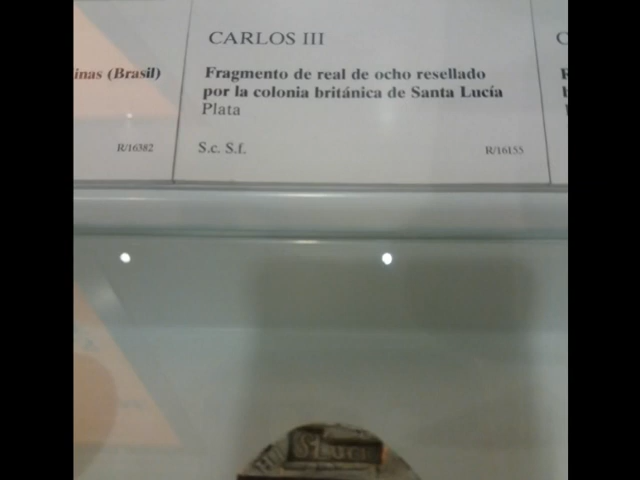 inas (Brasil)
R/16382
CARLOS III
Fragmento de real de ocho resellado
por la colonia británica de Santa Lucía
Plata
S.c. S.f.
R/16155